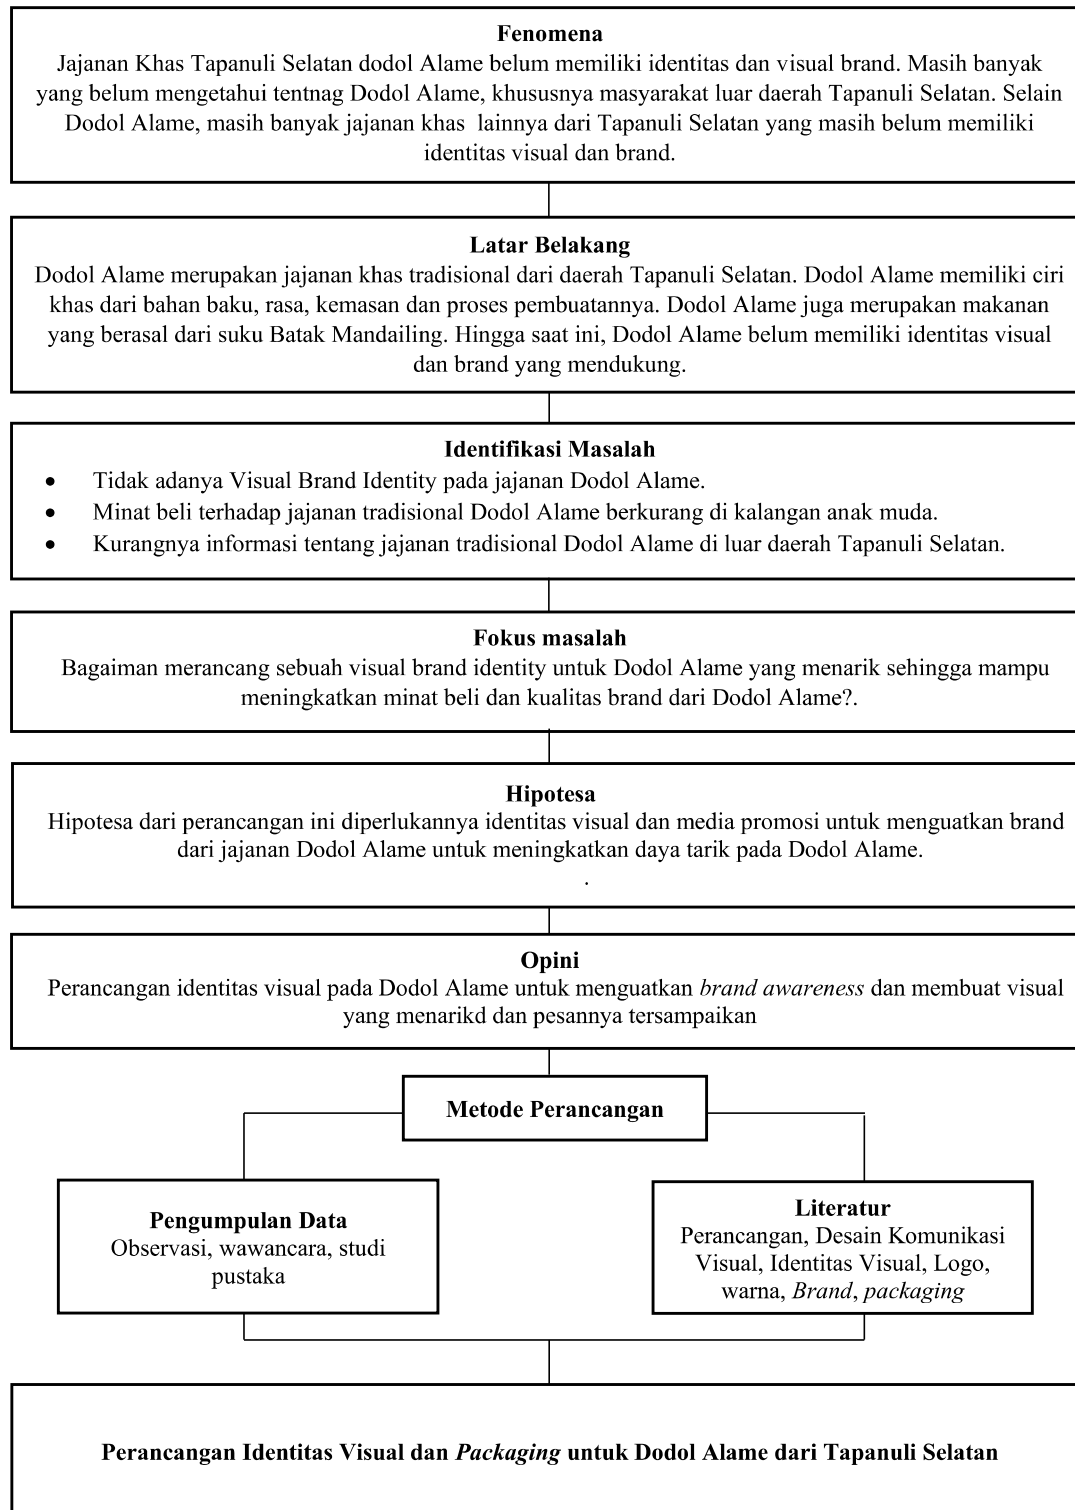 Fenomena
Jajanan Khas Tapanuli Selatan dodol Alame belum memiliki identitas dan visual brand. Masih banyak
yang belum mengetahui tentnag Dodol Alame, khususnya masyarakat luar daerah Tapanuli Selatan. Selain
Dodol Alame, masih banyak jajanan khas lainnya dari Tapanuli Selatan yang masih belum memiliki
identitas visual dan brand.
Latar Belakang
Dodol Alame merupakan jajanan khas tradisional dari daerah Tapanuli Selatan. Dodol Alame memiliki ciri
khas dari bahan baku, rasa, kemasan dan proses pembuatannya. Dodol Alame juga merupakan makanan
yang berasal dari suku Batak Mandailing. Hingga saat ini, Dodol Alame belum memiliki identitas visual
dan brand yang mendukung.
Identifikasi Masalah
• Tidak adanya Visual Brand Identity pada jajanan Dodol Alame.
• Minat beli terhadap jajanan tradisional Dodol Alame berkurang di kalangan anak muda.
• Kurangnya informasi tentang jajanan tradisional Dodol Alame di luar daerah Tapanuli Selatan.
Fokus masalah
Bagaiman merancang sebuah visual brand identity untuk Dodol Alame yang menarik sehingga mampu
meningkatkan minat beli dan kualitas brand dari Dodol Alame?.
Hipotesa
Hipotesa dari perancangan ini diperlukannya identitas visual dan media promosi untuk menguatkan brand
dari jajanan Dodol Alame untuk meningkatkan daya tarik pada Dodol Alame.
.
Opini
Perancangan identitas visual pada Dodol Alame untuk menguatkan brand awareness dan membuat visual
yang menarikd dan pesannya tersampaikan
Metode Perancangan
Pengumpulan Data
Observasi, wawancara, studi
pustaka
Literatur
Perancangan, Desain Komunikasi
Visual, Identitas Visual, Logo,
warna, Brand, packaging
Perancangan Identitas Visual dan Packaging untuk Dodol Alame dari Tapanuli Selatan